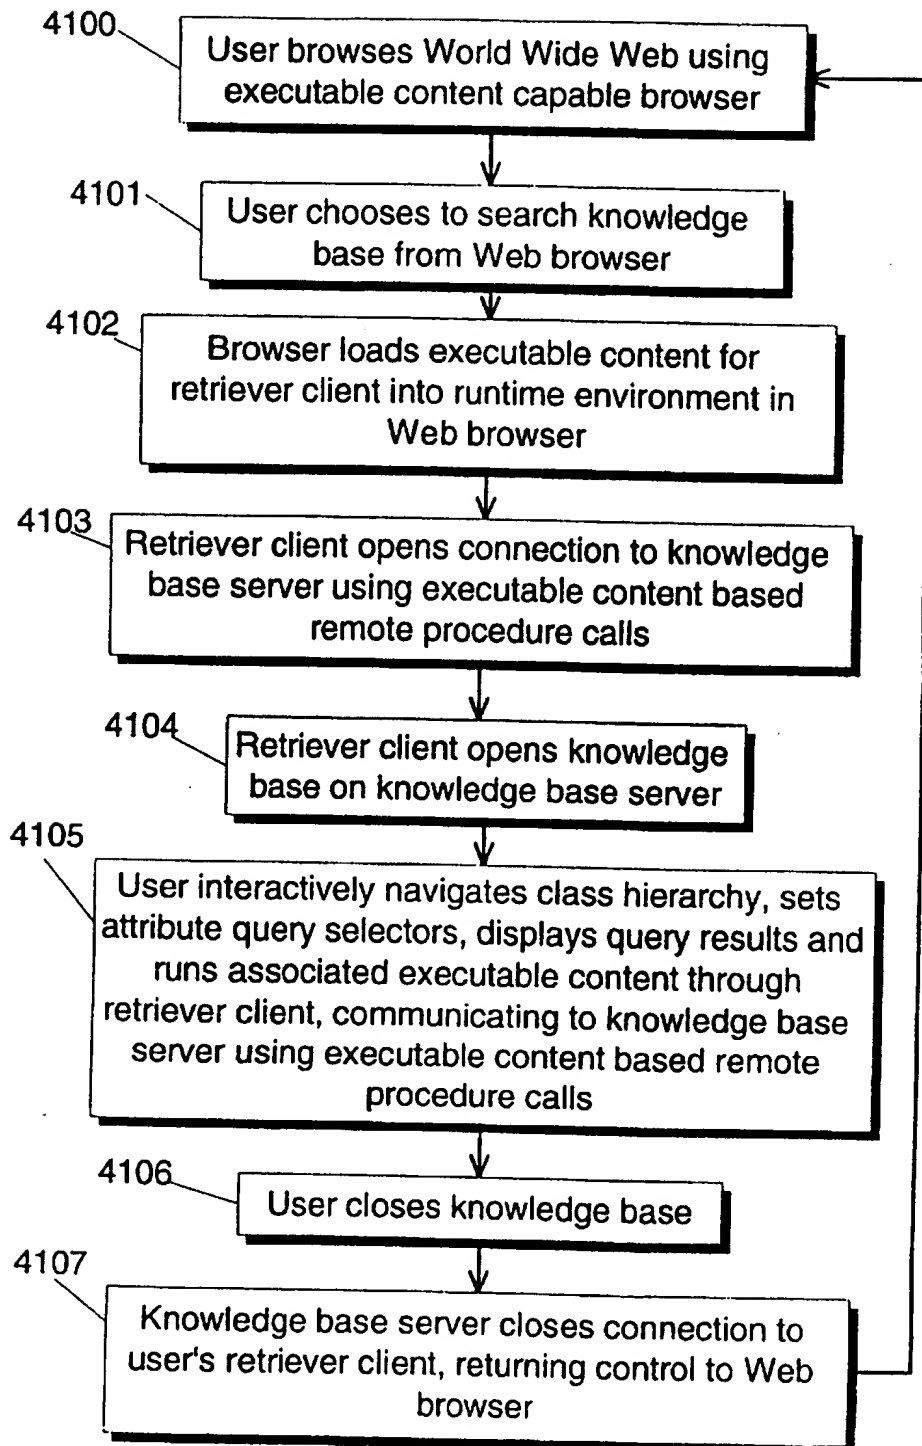 4100
User browses World Wide Web using
executable content capable browser
4101
User chooses to search knowledge
base from Web browser
4102
Browser loads executable content for
retriever client into runtime environment in
Web browser
4103
Retriever client opens connection to knowledge
base server using executable content based
remote procedure calls
4104
Retriever client opens knowledge
base on knowledge base server
4105
User interactively navigates class hierarchy, sets
attribute query selectors, displays query results and
runs associated executable content through
retriever client, communicating to knowledge base
server using executable content based remote
procedure calls
4106
User closes knowledge base
4107
Knowledge base server closes connection to
user's retriever client, returning control to Web
browser